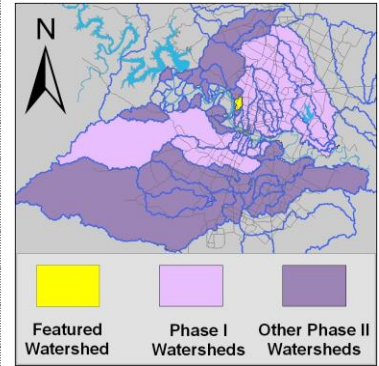 N
Featured Watershed
Phase I Watersheds
Other Phase II Watersheds